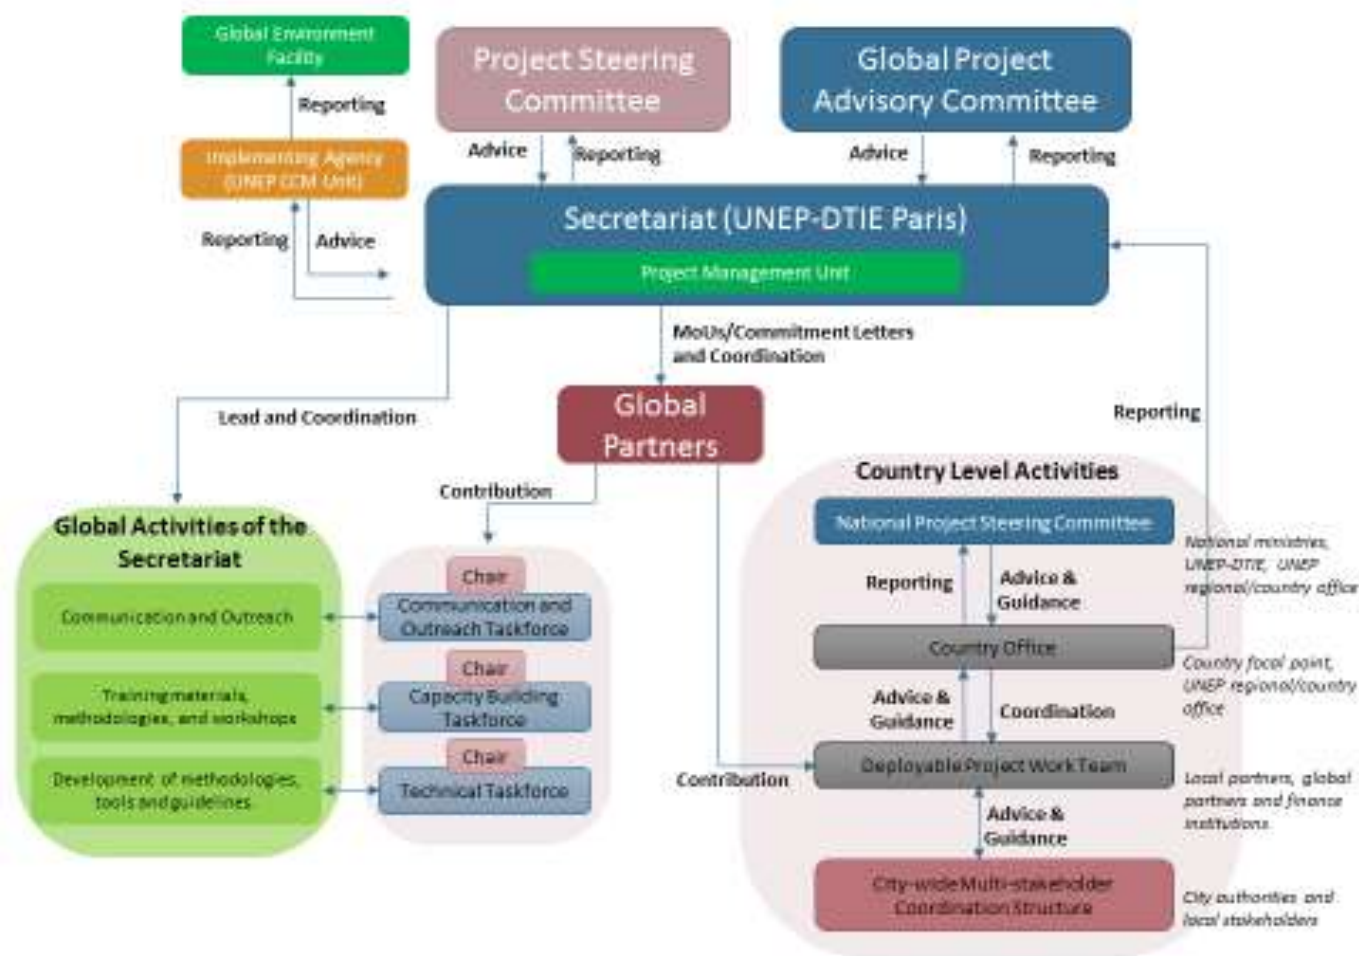 Global Environment
Facility
Project Steering
Committee
Global Project
Advisory Committee
Reporting
Implementing Agency
(UNEP CCM Unit)
Advice
Reporting
Advice
Reporting
Secretariat (UNEP-DTIE Paris)
Project Management Unit
Reporting
Advice
MoUs/Commitment Letters
and Coordination
Lead and Coordination
Global
Partners
Reporting
Contribution
Country Level Activities
Global Activities of the
Secretariat
National Project Steering Committee
National ministries,
UNEP-DTIE, UNEP
regional/country office
Reporting
Advice &
Guidance
Chair
Communication and Outreach
Communication and
Outreach Taskforce
Country Office
Country focal point,
UNEP regional/country
office
Chair
Training materials,
methodologies, and workshops
Capacity Building
Taskforce
Advice &
Guidance
Coordination
Chair
Development of methodologies,
tools and guidelines
Technical Taskforce
Contribution
Deployable Project Work Team
Local partners, global
partners and finance
institutions
Advice &
Guidance
City-wide Multi-stakeholder
Coordination Structure
City authorities and
local stakeholders